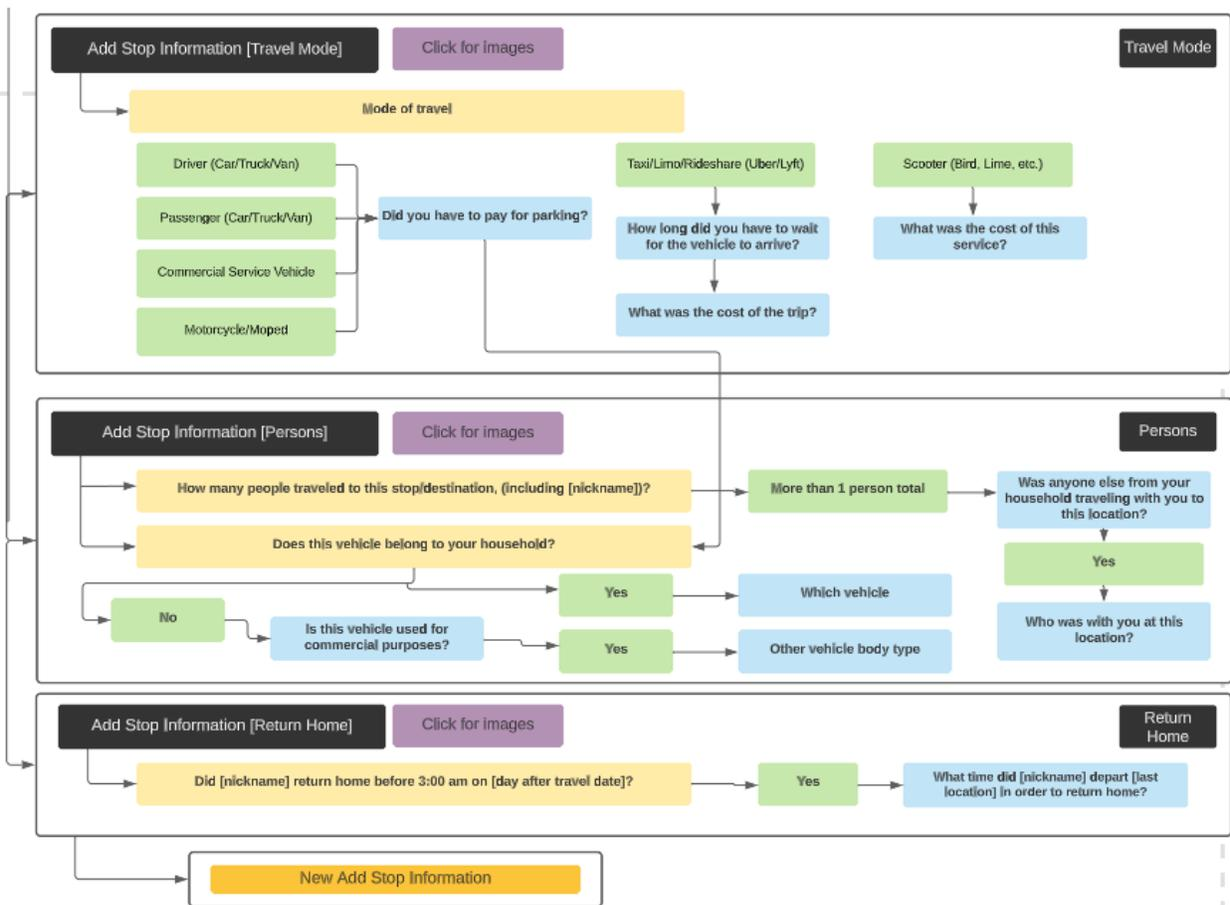 Add Stop Information [Travel Mode]
Click for images
Travel Mode
Mode of travel
Driver (Car/Truck/Van)
Passenger (Car/Truck/Van)
Commercial Service Vehicle
Motorcycle/Moped
Did you have to pay for parking?
Taxi/Limo/Rideshare (Uber/Lyft)
How long did you have to wait
for the vehicle to arrive?
What was the cost of the trip?
Scooter (Bird, Lime, etc.)
What was the cost of this
service?
Add Stop Information [Persons]
Click for images
Persons
How many people traveled to this stop/destination, (including [nickname])?
More than 1 person total
Was anyone else from your
household traveling with you to
this location?
Yes
Who was with you at this
location?
Does this vehicle belong to your household?
Yes
Which vehicle
No
Is this vehicle used for
commercial purposes?
Yes
Other vehicle body type
Add Stop Information [Return Home]
Click for images
Return
Home
Did [nickname] return home before 3:00 am on [day after travel date]?
Yes
What time did [nickname] depart [last
location] in order to return home?
New Add Stop Information